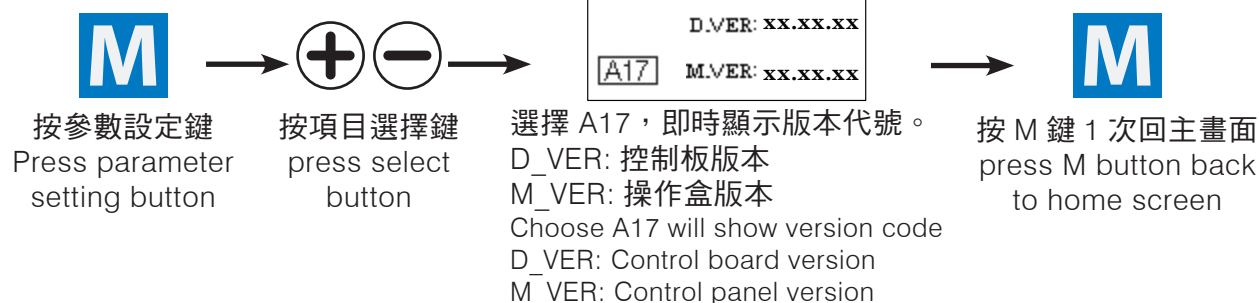 M
按參數設定鍵
Press parameter
setting button
按項目選擇鍵
press select
button
D.VER: xx.xx.xx
A17 M.VER: xx.xx.xx
選擇 A17，即時顯示版本代號。
D_VER: 控制板版本
M_VER: 操作盒版本
Choose A17 will show version code
D_VER: Control board version
M_VER: Control panel version
M
按 M 鍵 1 次回主畫面
press M button back
to home screen